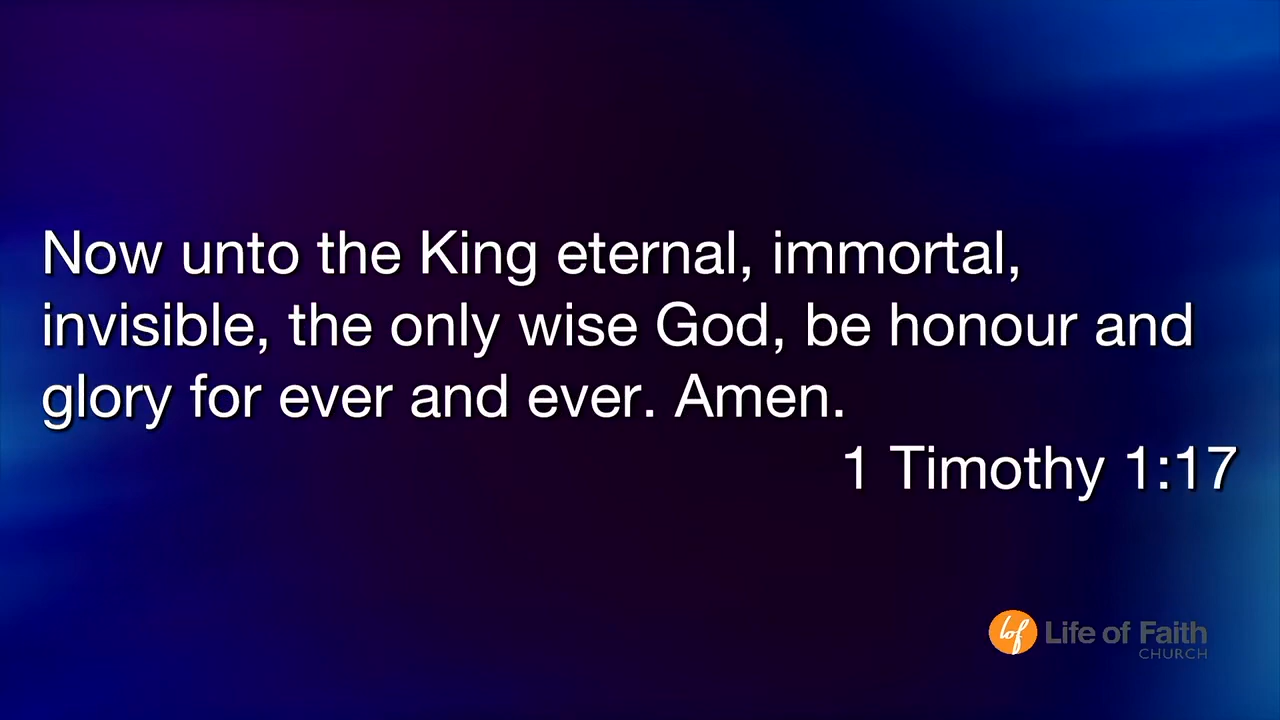 Now unto the King eternal, immortal,
invisible, the only wise God, be honour and
glory for ever and ever. Amen.
1 Timothy 1:17
lof Life of Faith
CHURCH